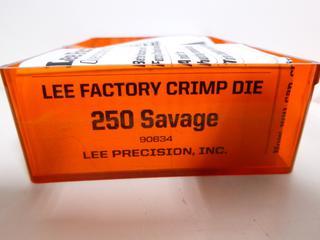 LEE FACTORY CRIMP DIE
250 Savage
90834
LEE PRECISION, INC.